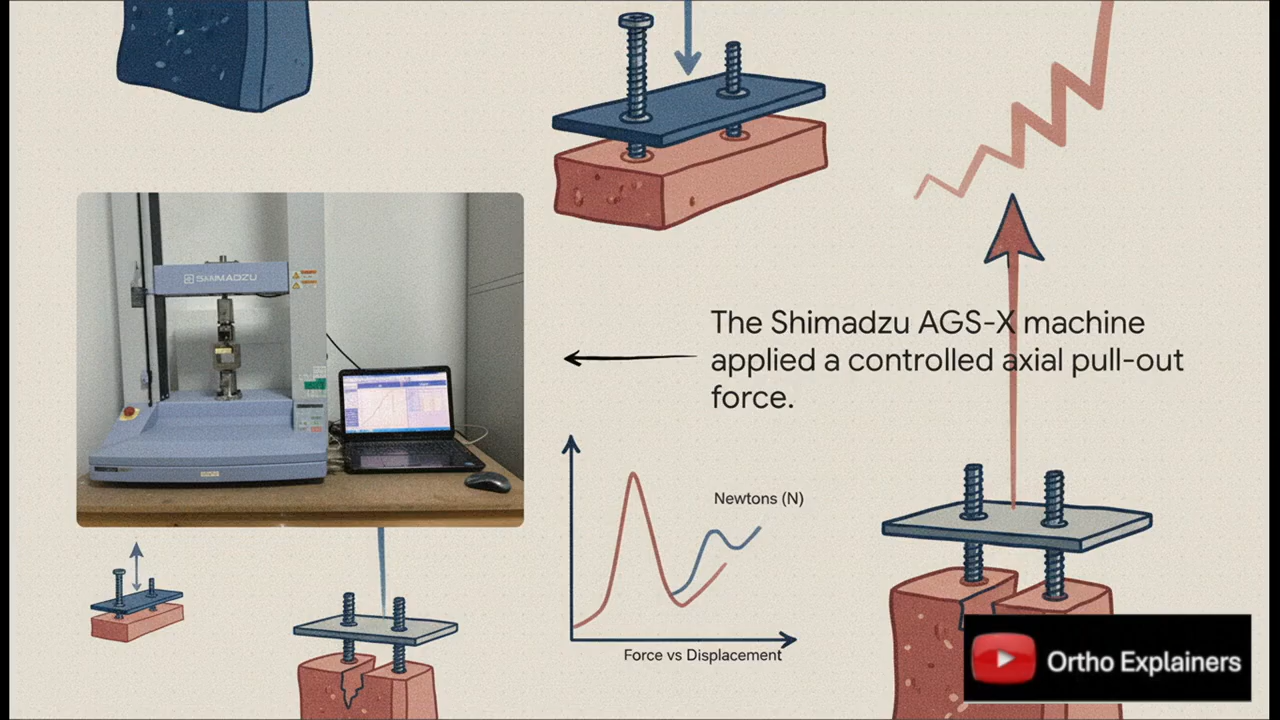 SHIMADZU
The Shimadzu AGS-X machine
applied a controlled axial pull-out
force.
Newtons (N)
Force vs Displacement
Ortho Explainers